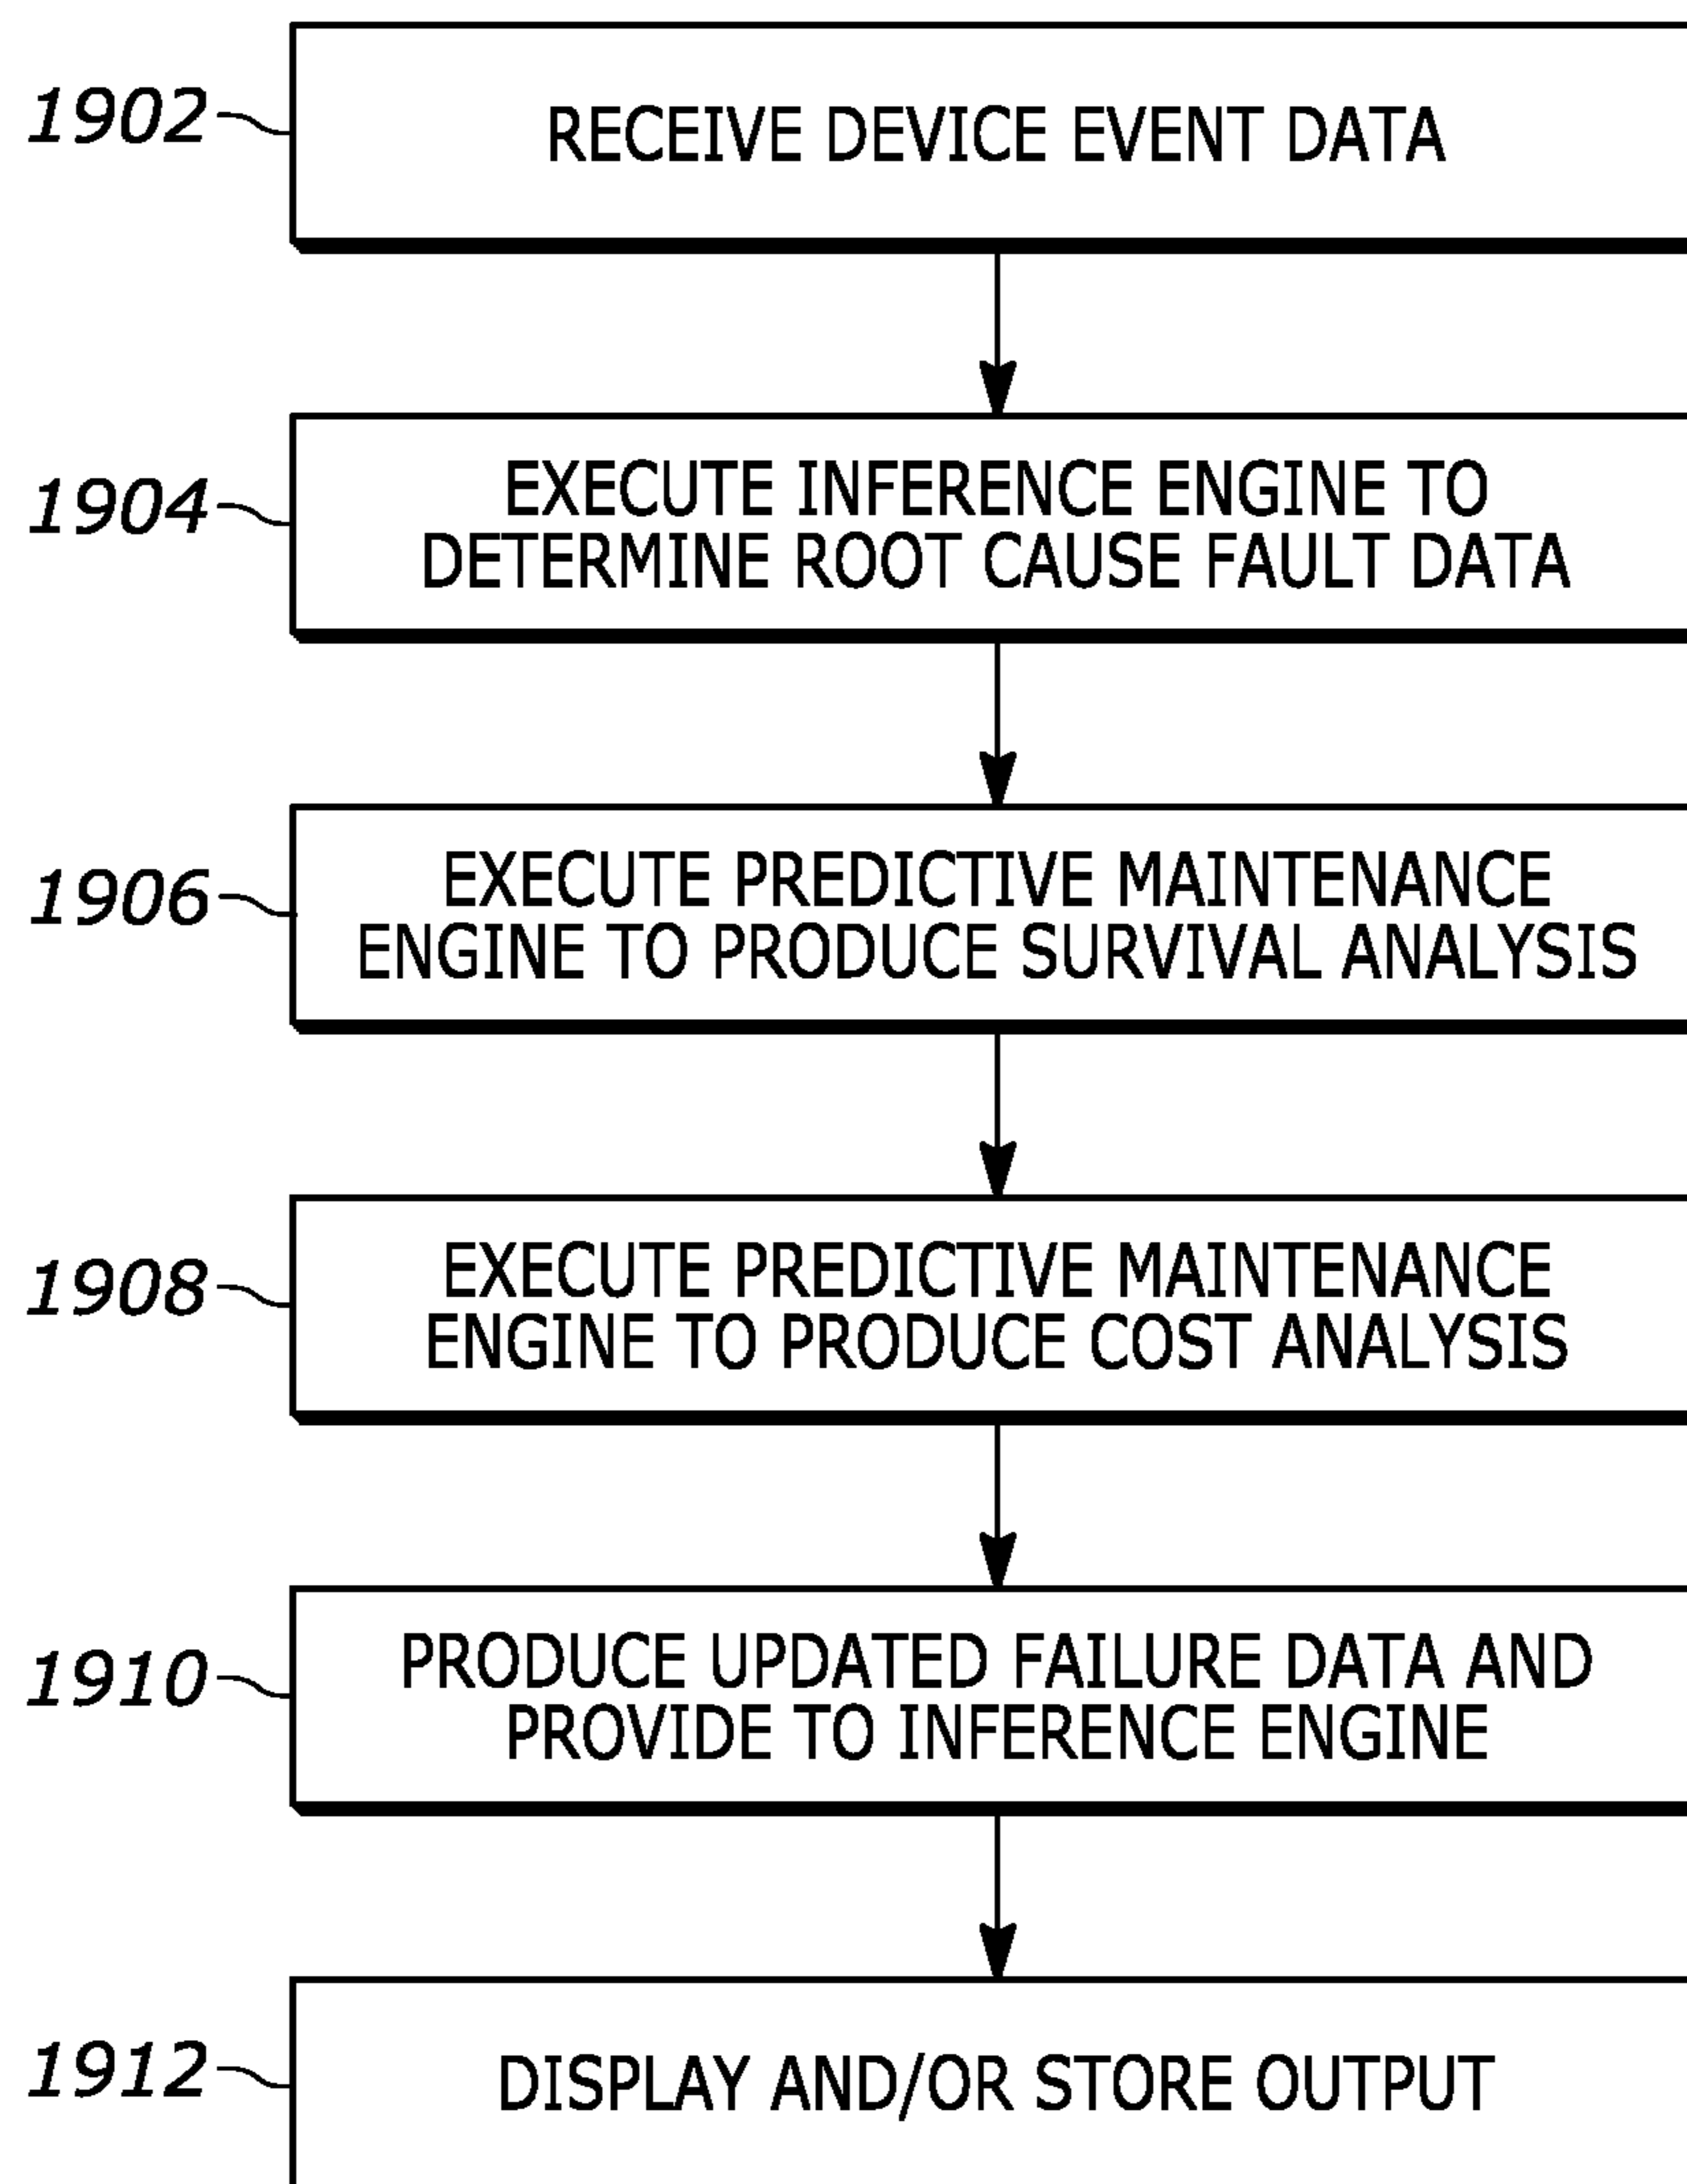 1902
RECEIVE DEVICE EVENT DATA
1904
EXECUTE INFERENCE ENGINE TO
DETERMINE ROOT CAUSE FAULT DATA
1906
EXECUTE PREDICTIVE MAINTENANCE
ENGINE TO PRODUCE SURVIVAL ANALYSIS
1908
EXECUTE PREDICTIVE MAINTENANCE
ENGINE TO PRODUCE COST ANALYSIS
1910
PRODUCE UPDATED FAILURE DATA AND
PROVIDE TO INFERENCE ENGINE
1912
DISPLAY AND/OR STORE OUTPUT